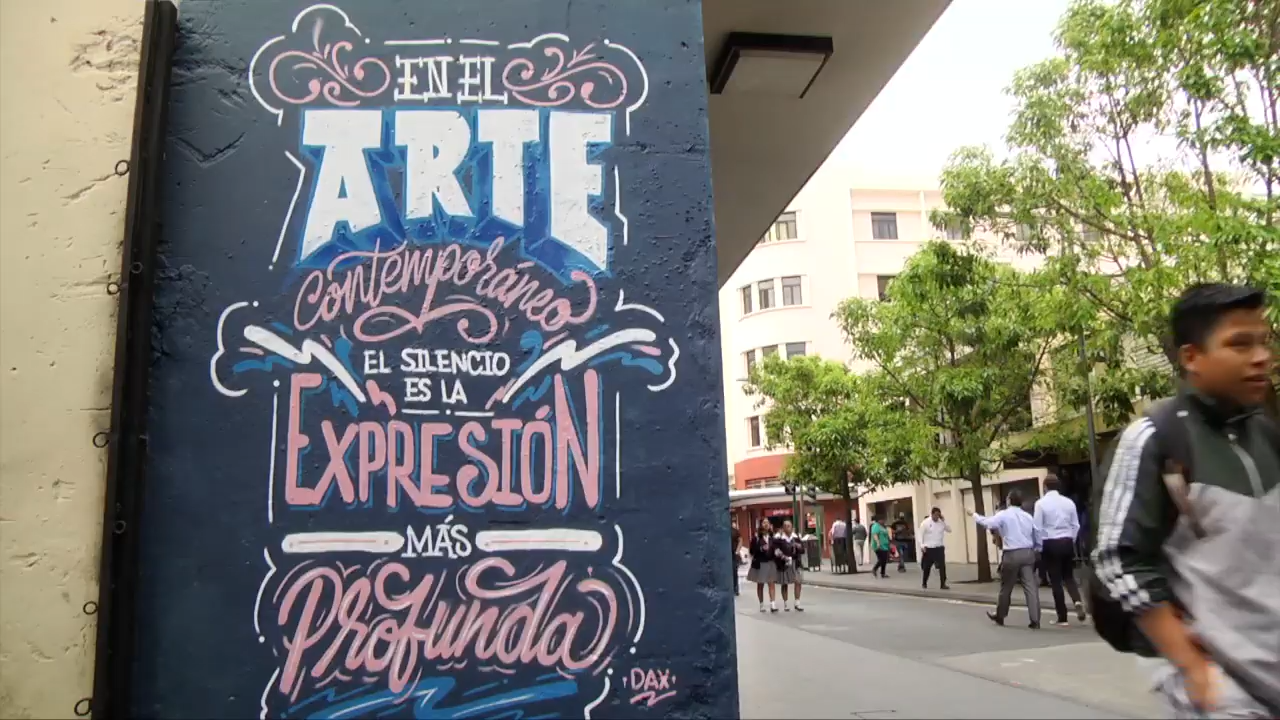 EN EL
ARTE
contemporáneo
EL SILENCIO
ES LA
EXPRESIÓN
MÁS
Profunda
DAX